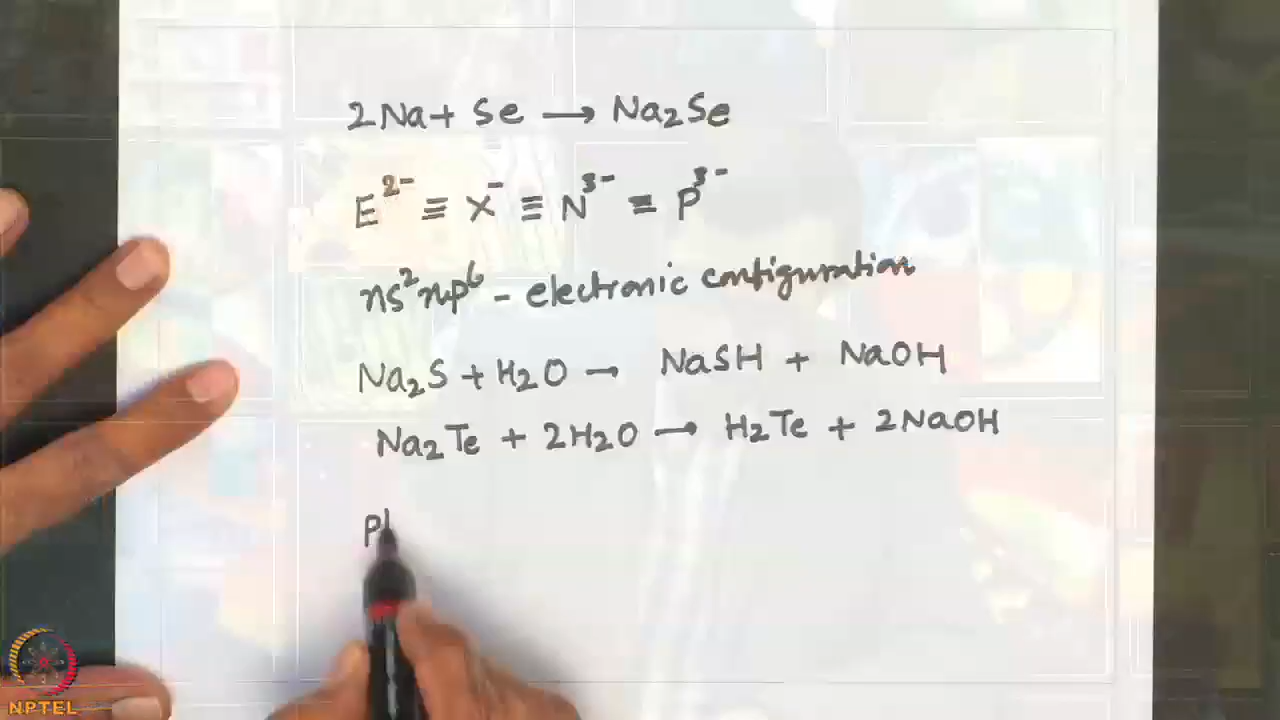 2Na + Se → Na₂Se
E²⁻ ≡ X⁻ ≡ N³⁻ ≡ P³⁻
ns²np⁶ - electronic configuration
Na₂S + H₂O → NaSH + NaOH
Na₂Te + 2H₂O → H₂Te + 2NaOH
NPTEL